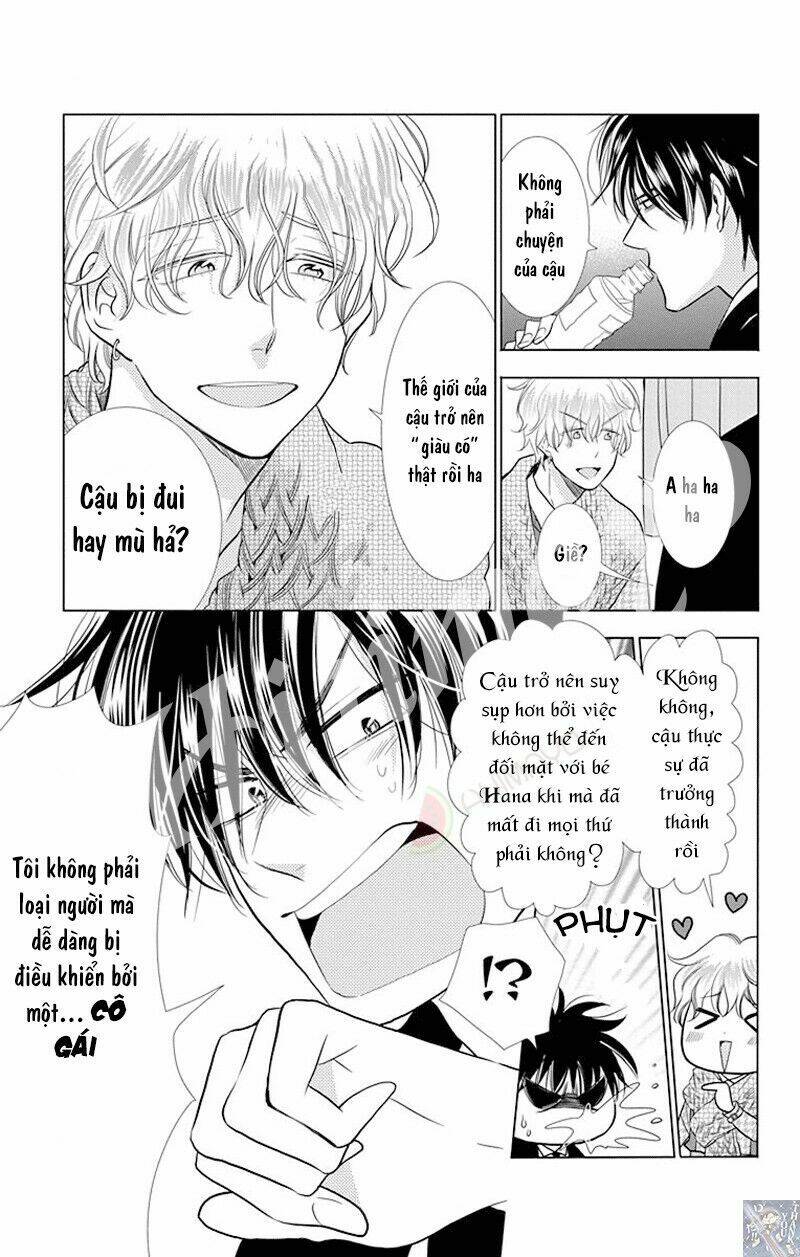 Không
phải
chuyện
của cậu
A ha ha
ha
Giề?
Thế giới của
cậu trở nên
"giàu có"
thật rồi ha
Cậu bị đui
hay mù hả?
Không
không,
cậu thực
sự đã
trưởng
thành
rồi
Cậu trở nên suy
sụp hơn bởi việc
không thể đến
đối mặt với bé
Hana khi mà đã
mất đi mọi thứ
phải không?
PHỤT
!?
Tôi không phải
loại người mà
dễ dàng bị
điều khiển bởi
một... CÔ
GÁI